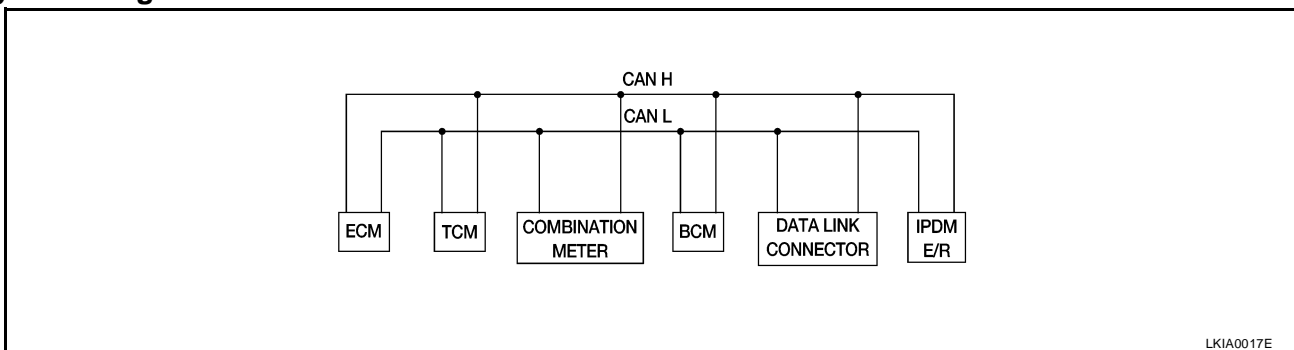 CAN H
CAN L
ECM
TCM
COMBINATION
METER
BCM
DATA LINK
CONNECTOR
IPDM
E/R
LKIA0017E